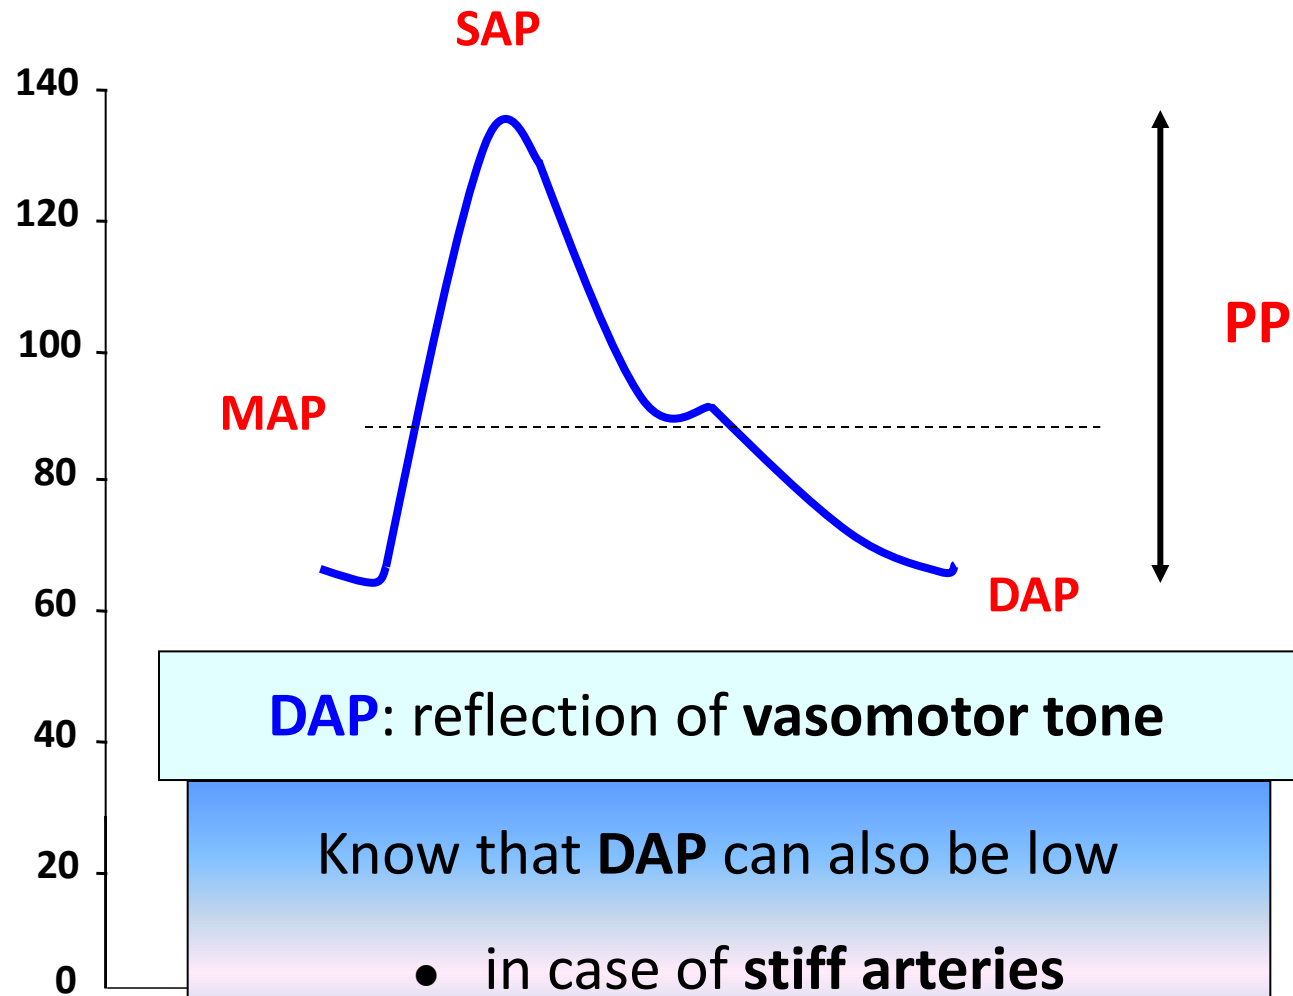 SAP
140
120
100
PP
MAP
80
60
DAP
DAP: reflection of vasomotor tone
40
Know that DAP can also be low
20
● in case of stiff arteries
0